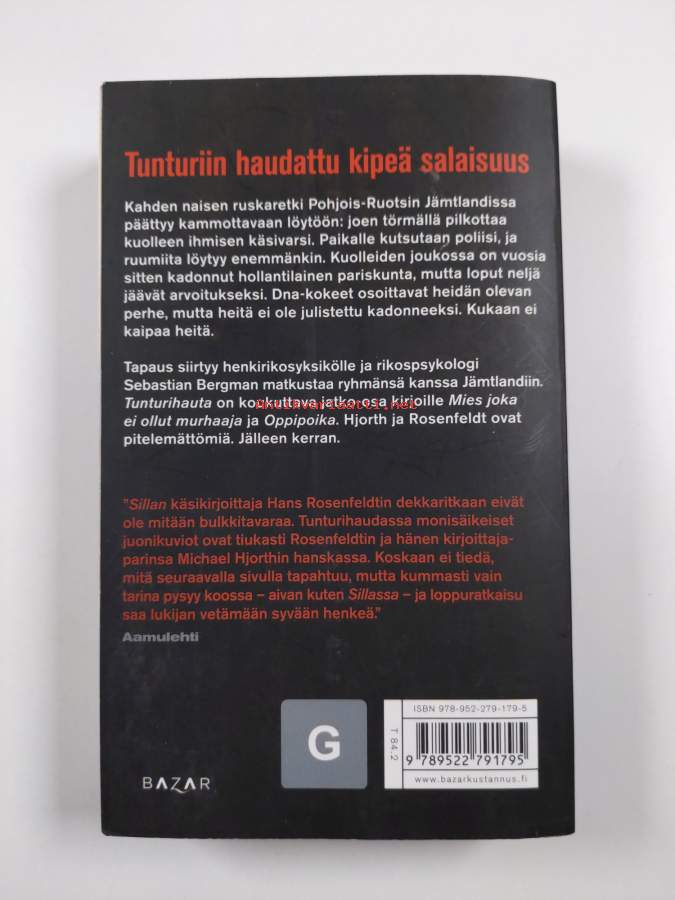 Tunturiin haudattu kipeä salaisuus
Kahden naisen ruskaretki Pohjois-Ruotsin Jämtlandissa
päättyy kammottavaan löytöön: joen törmällä pilkottaa
kuolleen ihmisen käsivarsi. Paikalle kutsutaan poliisi, ja
ruumiita löytyy enemmänkin. Kuolleiden joukossa on vuosia
sitten kadonnut hollantilainen pariskunta, mutta loput neljä
jäävät arvoitukseksi. Dna-kokeet osoittavat heidän olevan
perhe, mutta heitä ei ole julistettu kadonneeksi. Kukaan ei
kaipaa heitä.
Tapaus siirtyy henkirikosyksikölle ja rikospsykologi
Sebastian Bergman matkustaa ryhmänsä kanssa Jämtlandiin.
Tunturihauta on koukuttava jatko-osa kirjoille Mies joka
Antikvariaatti.net
ei ollut murhaaja ja Oppipoika. Hjorth ja Rosenfeldt ovat
pitelemättömiä. Jälleen kerran.
"Sillan käsikirjoittaja Hans Rosenfeldtin dekkaritkaan eivät
ole mitään bulkkitavaraa. Tunturihaudassa monisäikeiset
juonikuviot ovat tiukasti Rosenfeldtin ja hänen kirjoittaja-
parinsa Michael Hjorthin hanskassa. Koskaan ei tiedä,
mitä seuraavalla sivulla tapahtuu, mutta kummasti vain
tarina pysyy koossa – aivan kuten Sillassa – ja loppuratkaisu
saa lukijan vetämään syvään henkeä."
Aamulehti
BAZAR
G
T 84.2
ISBN 978-952-279-179-5
9 789522 791795
www.bazarkustannus.fi